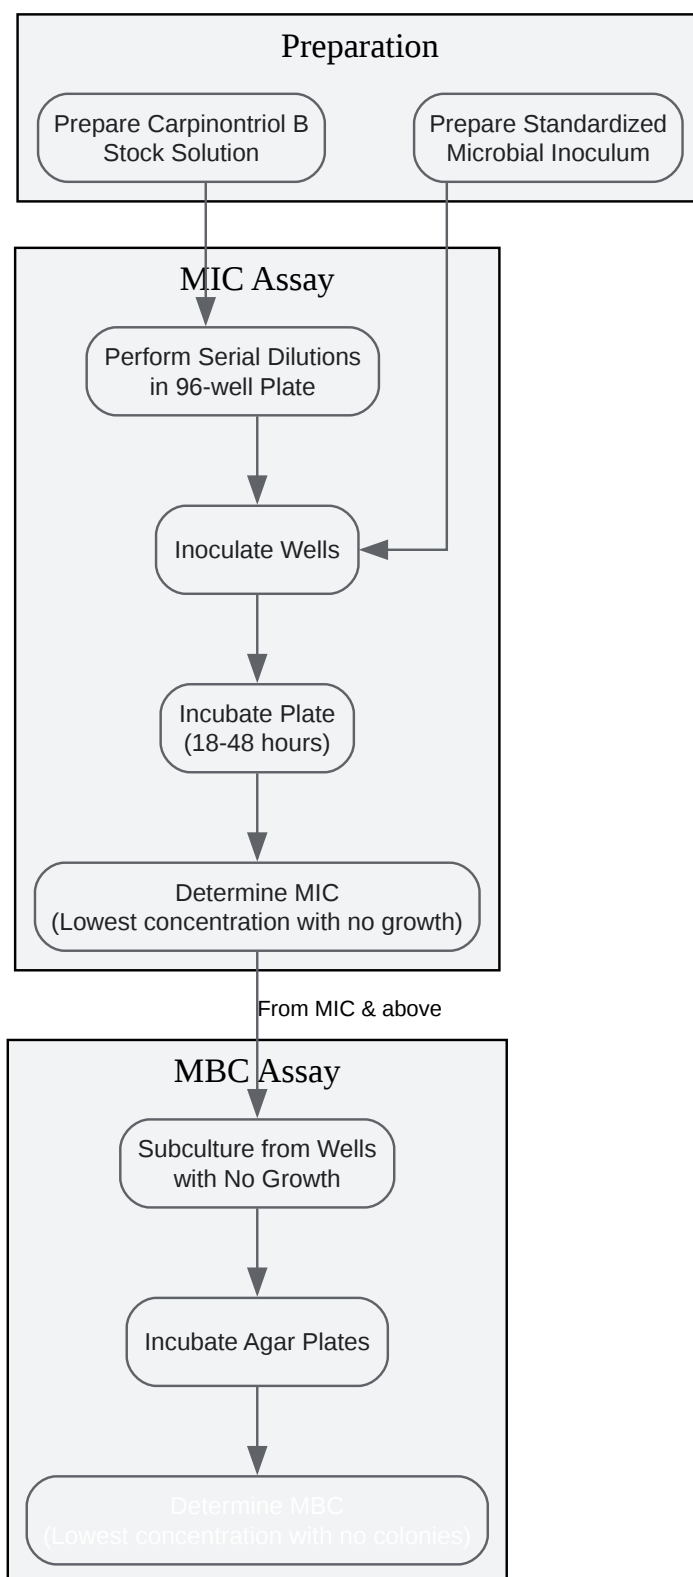 Preparation
Prepare Carpinontriol B
Stock Solution
Prepare Standardized
Microbial Inoculum
MIC Assay
Perform Serial Dilutions
in 96-well Plate
Inoculate Wells
Incubate Plate
(18-48 hours)
Determine MIC
(Lowest concentration with no growth)
From MIC & above
MBC Assay
Subculture from Wells
with No Growth
Incubate Agar Plates
Determine MBC
(Lowest concentration with no colonies)